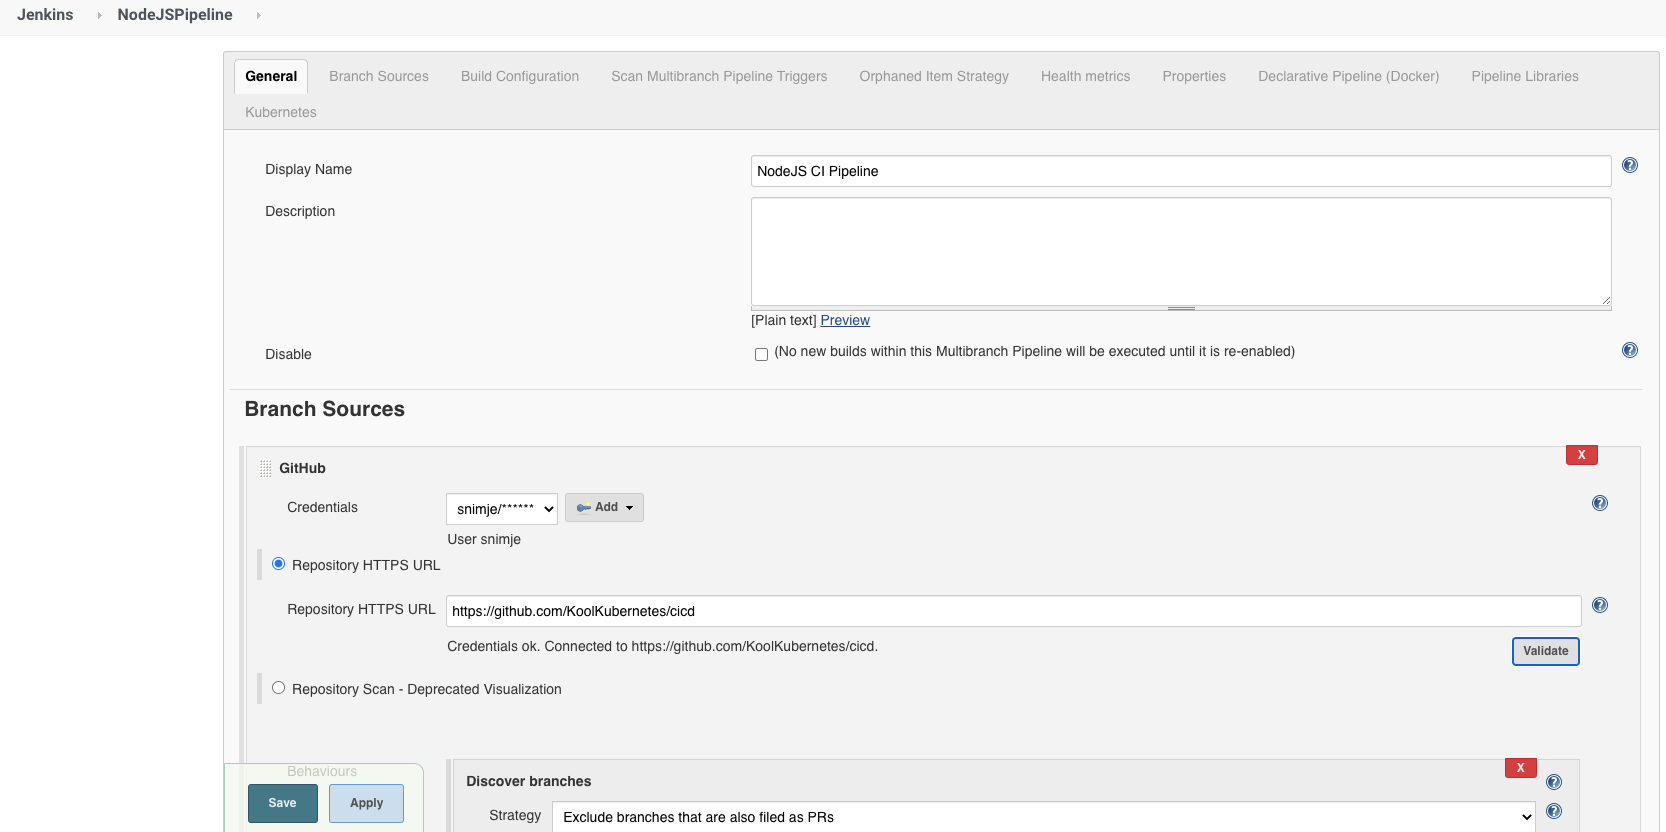 Jenkins NodeJSPipeline
General Branch Sources Build Configuration Scan Multibranch Pipeline Triggers Orphaned Item Strategy Health metrics Properties Declarative Pipeline (Docker) Pipeline Libraries
Kubernetes
Display Name NodeJS CI Pipeline
Description
[Plain text] Preview
Disable (No new builds within this Multibranch Pipeline will be executed until it is re-enabled)
Branch Sources
X
GitHub
Credentials snimje/****** Add
User snimje
Repository HTTPS URL
Repository HTTPS URL https://github.com/KoolKubernetes/cicd
Credentials ok. Connected to https://github.com/KoolKubernetes/cicd.
Validate
Repository Scan - Deprecated Visualization
Behaviours
X
Discover branches
Save Apply
Strategy Exclude branches that are also filed as PRs